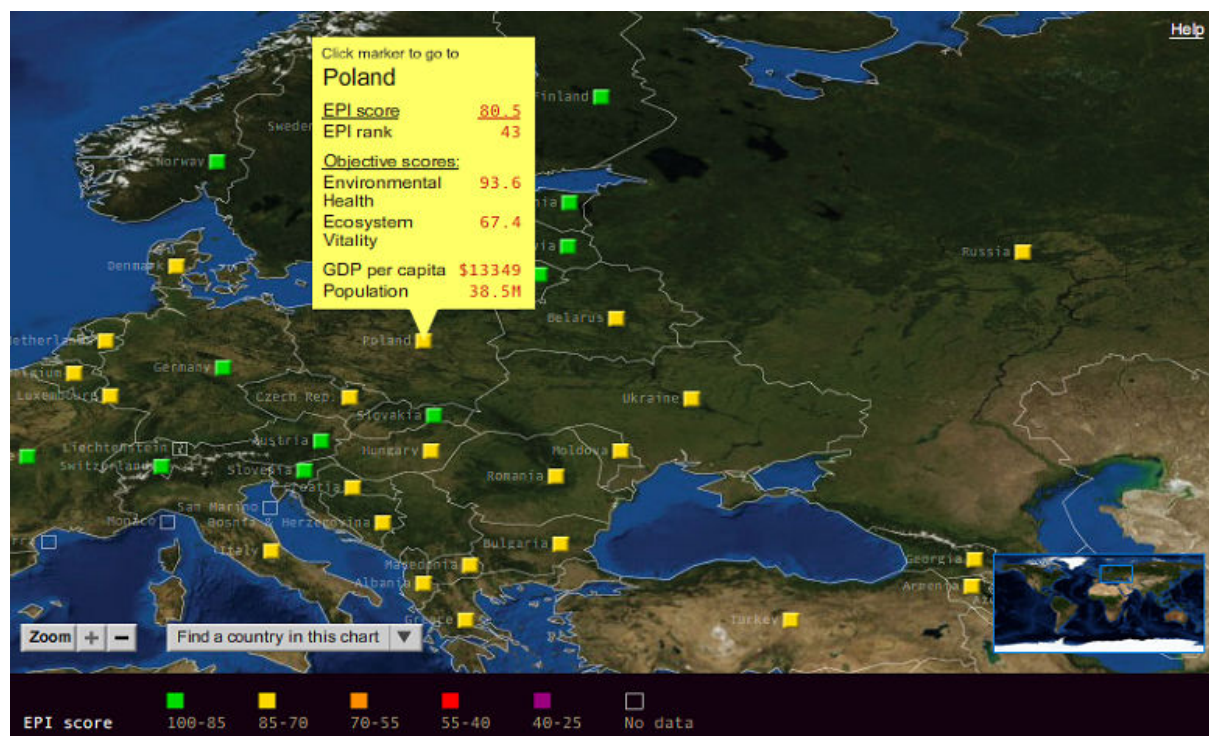 Help
Click marker to go to
Poland
EPI score 80.5
EPI rank 43
Objective scores:
Environmental 93.6
Health
Ecosystem 67.4
Vitality
GDP per capita $13349
Population 38.5M
Finland
Sweden
Norway
Russia
Denmark
Belarus
Poland
Germany
Luxembourg
Czech Rep.
Ukraine
Slovakia
Austria
Liechtenstein
Hungary
Moldova
Switzerland
Slovenia
Romania
Croatia
San Marino
Monaco
Bosnia & Herzegovina
Italy
Bulgaria
Macedonia
Georgia
Albania
Armenia
Greece
Turkey
Zoom + −
Find a country in this chart
EPI score 100-85 85-70 70-55 55-40 40-25 No data